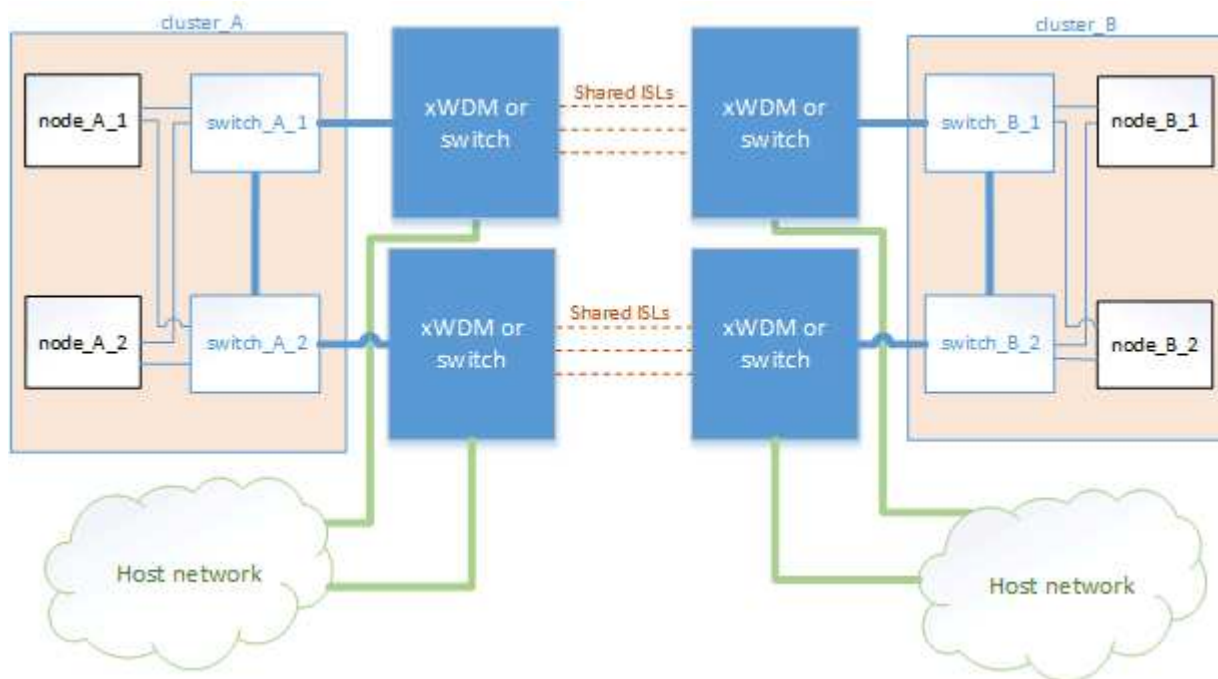 cluster_A
cluster_B
node_A_1
switch_A_1
xWDM or
switch
Shared ISLs
xWDM or
switch
switch_B_1
node_B_1
node_A_2
switch_A_2
xWDM or
switch
Shared ISLs
xWDM or
switch
switch_B_2
node_B_2
Host network
Host network